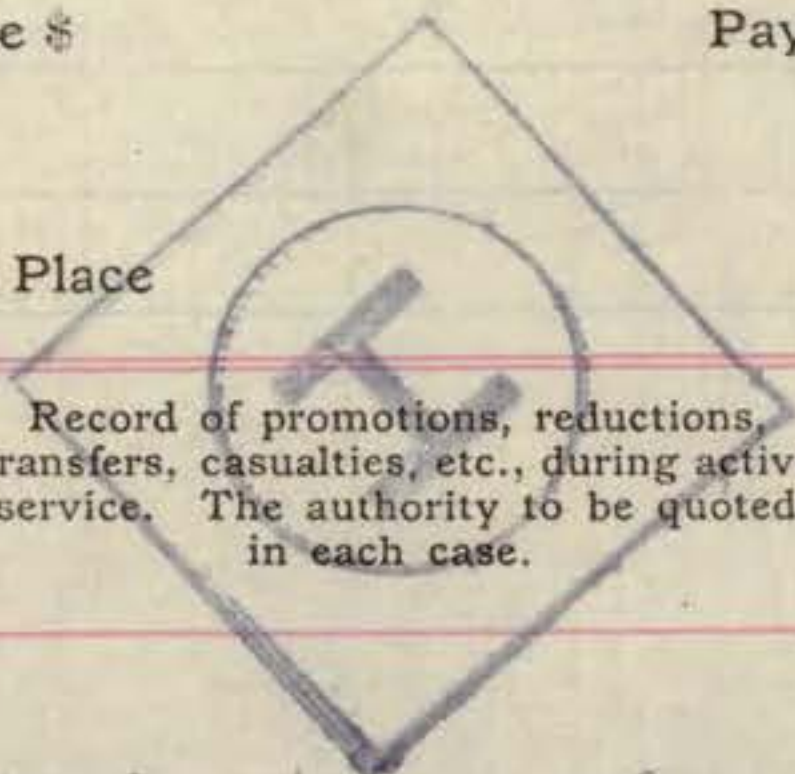 e $ Pay
Place
Record of promotions, reductions,
ransfers, casualties, etc., during activ
service. The authority to be quoted
in each case.